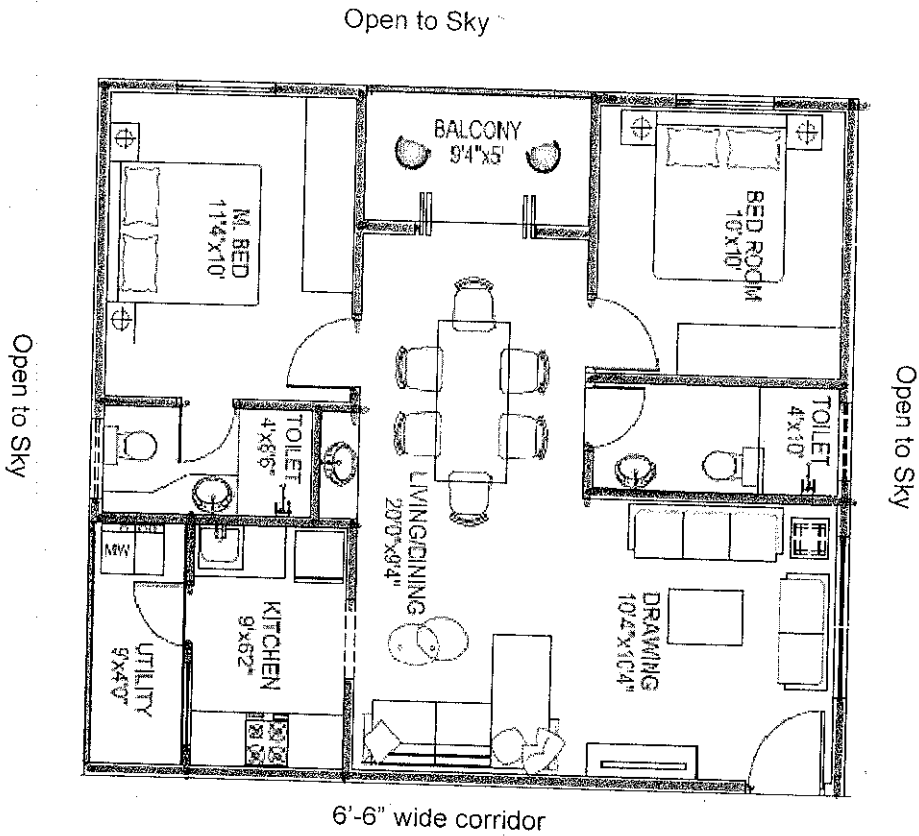 Open to Sky
BALCONY
9'4"x5'
M. BED
11'4"x10'
BED ROOM
10'x10'
Open to Sky
Open to Sky
TOILET
4'x8'6"
TOILET
4'x10'
LIVING/DINING
20'0"x9'4"
DRAWING
10'4"x10'4"
MW
KITCHEN
9'x6'2"
UTILITY
9'x4'0"
6'-6" wide corridor